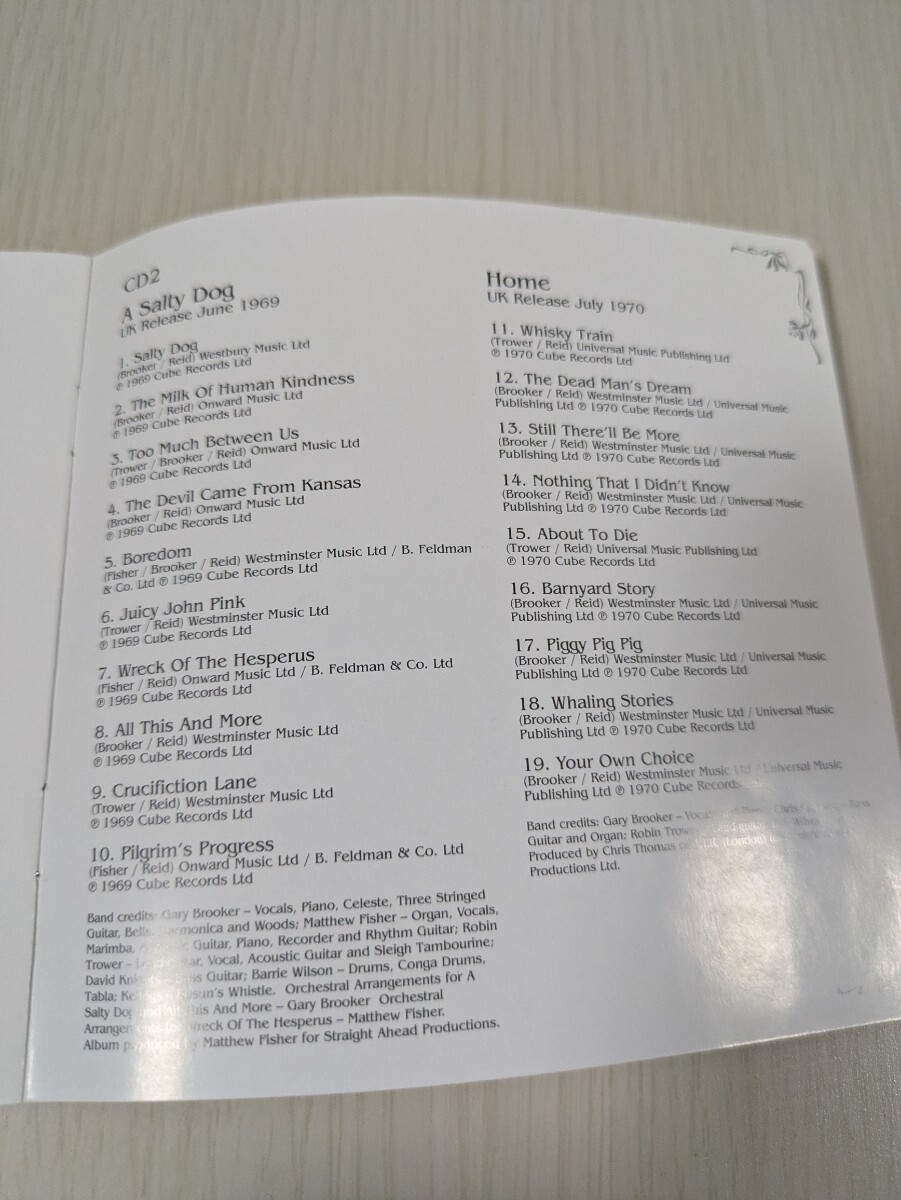 CD2
A Salty Dog
UK Release June 1969
1. Salty Dog
(Brooker / Reid) Westbury Music Ltd
℗ 1969 Cube Records Ltd
2. The Milk Of Human Kindness
(Brooker / Reid) Onward Music Ltd
℗ 1969 Cube Records Ltd
3. Too Much Between Us
(Trower / Brooker / Reid) Onward Music Ltd
℗ 1969 Cube Records Ltd
4. The Devil Came From Kansas
(Brooker / Reid) Onward Music Ltd
℗ 1969 Cube Records Ltd
5. Boredom
(Fisher / Brooker / Reid) Westminster Music Ltd / B. Feldman
& Co. Ltd ℗ 1969 Cube Records Ltd
6. Juicy John Pink
(Trower / Reid) Westminster Music Ltd
℗ 1969 Cube Records Ltd
7. Wreck Of The Hesperus
(Fisher / Reid) Onward Music Ltd / B. Feldman & Co. Ltd
℗ 1969 Cube Records Ltd
8. All This And More
(Brooker / Reid) Westminster Music Ltd
℗ 1969 Cube Records Ltd
9. Crucifiction Lane
(Trower / Reid) Westminster Music Ltd
℗ 1969 Cube Records Ltd
10. Pilgrim's Progress
(Fisher / Reid) Onward Music Ltd / B. Feldman & Co. Ltd
℗ 1969 Cube Records Ltd
Band credits: Gary Brooker – Vocals, Piano, Celeste, Three Stringed
Guitar, Bells, Harmonica and Woods; Matthew Fisher – Organ, Vocals,
Marimba, Guitar, Piano, Recorder and Rhythm Guitar; Robin
Trower – Vocal, Acoustic Guitar and Sleigh Tambourine;
David Guitar; Barrie Wilson – Drums, Conga Drums,
Tabla; Whistle. Orchestral Arrangements for A
Salty Dog and All This And More – Gary Brooker Orchestral
Arrangements for Wreck Of The Hesperus – Matthew Fisher.
Album produced by Matthew Fisher for Straight Ahead Productions.
Home
UK Release July 1970
11. Whisky Train
(Trower / Reid) Universal Music Publishing Ltd
℗ 1970 Cube Records Ltd
12. The Dead Man's Dream
(Brooker / Reid) Westminster Music Ltd / Universal Music
Publishing Ltd ℗ 1970 Cube Records Ltd
13. Still There'll Be More
(Brooker / Reid) Westminster Music Ltd / Universal Music
Publishing Ltd ℗ 1970 Cube Records Ltd
14. Nothing That I Didn't Know
(Brooker / Reid) Westminster Music Ltd / Universal Music
Publishing Ltd ℗ 1970 Cube Records Ltd
15. About To Die
(Trower / Reid) Universal Music Publishing Ltd
℗ 1970 Cube Records Ltd
16. Barnyard Story
(Brooker / Reid) Westminster Music Ltd / Universal Music
Publishing Ltd ℗ 1970 Cube Records Ltd
17. Piggy Pig Pig
(Brooker / Reid) Westminster Music Ltd / Universal Music
Publishing Ltd ℗ 1970 Cube Records Ltd
18. Whaling Stories
(Brooker / Reid) Westminster Music Ltd / Universal Music
Publishing Ltd ℗ 1970 Cube Records Ltd
19. Your Own Choice
(Brooker / Reid) Westminster Music Ltd / Universal Music
Publishing Ltd ℗ 1970 Cube Records
Band credits: Gary Brooker – Bass
Guitar and Organ; Robin
Produced by Chris Thomas
Productions Ltd.